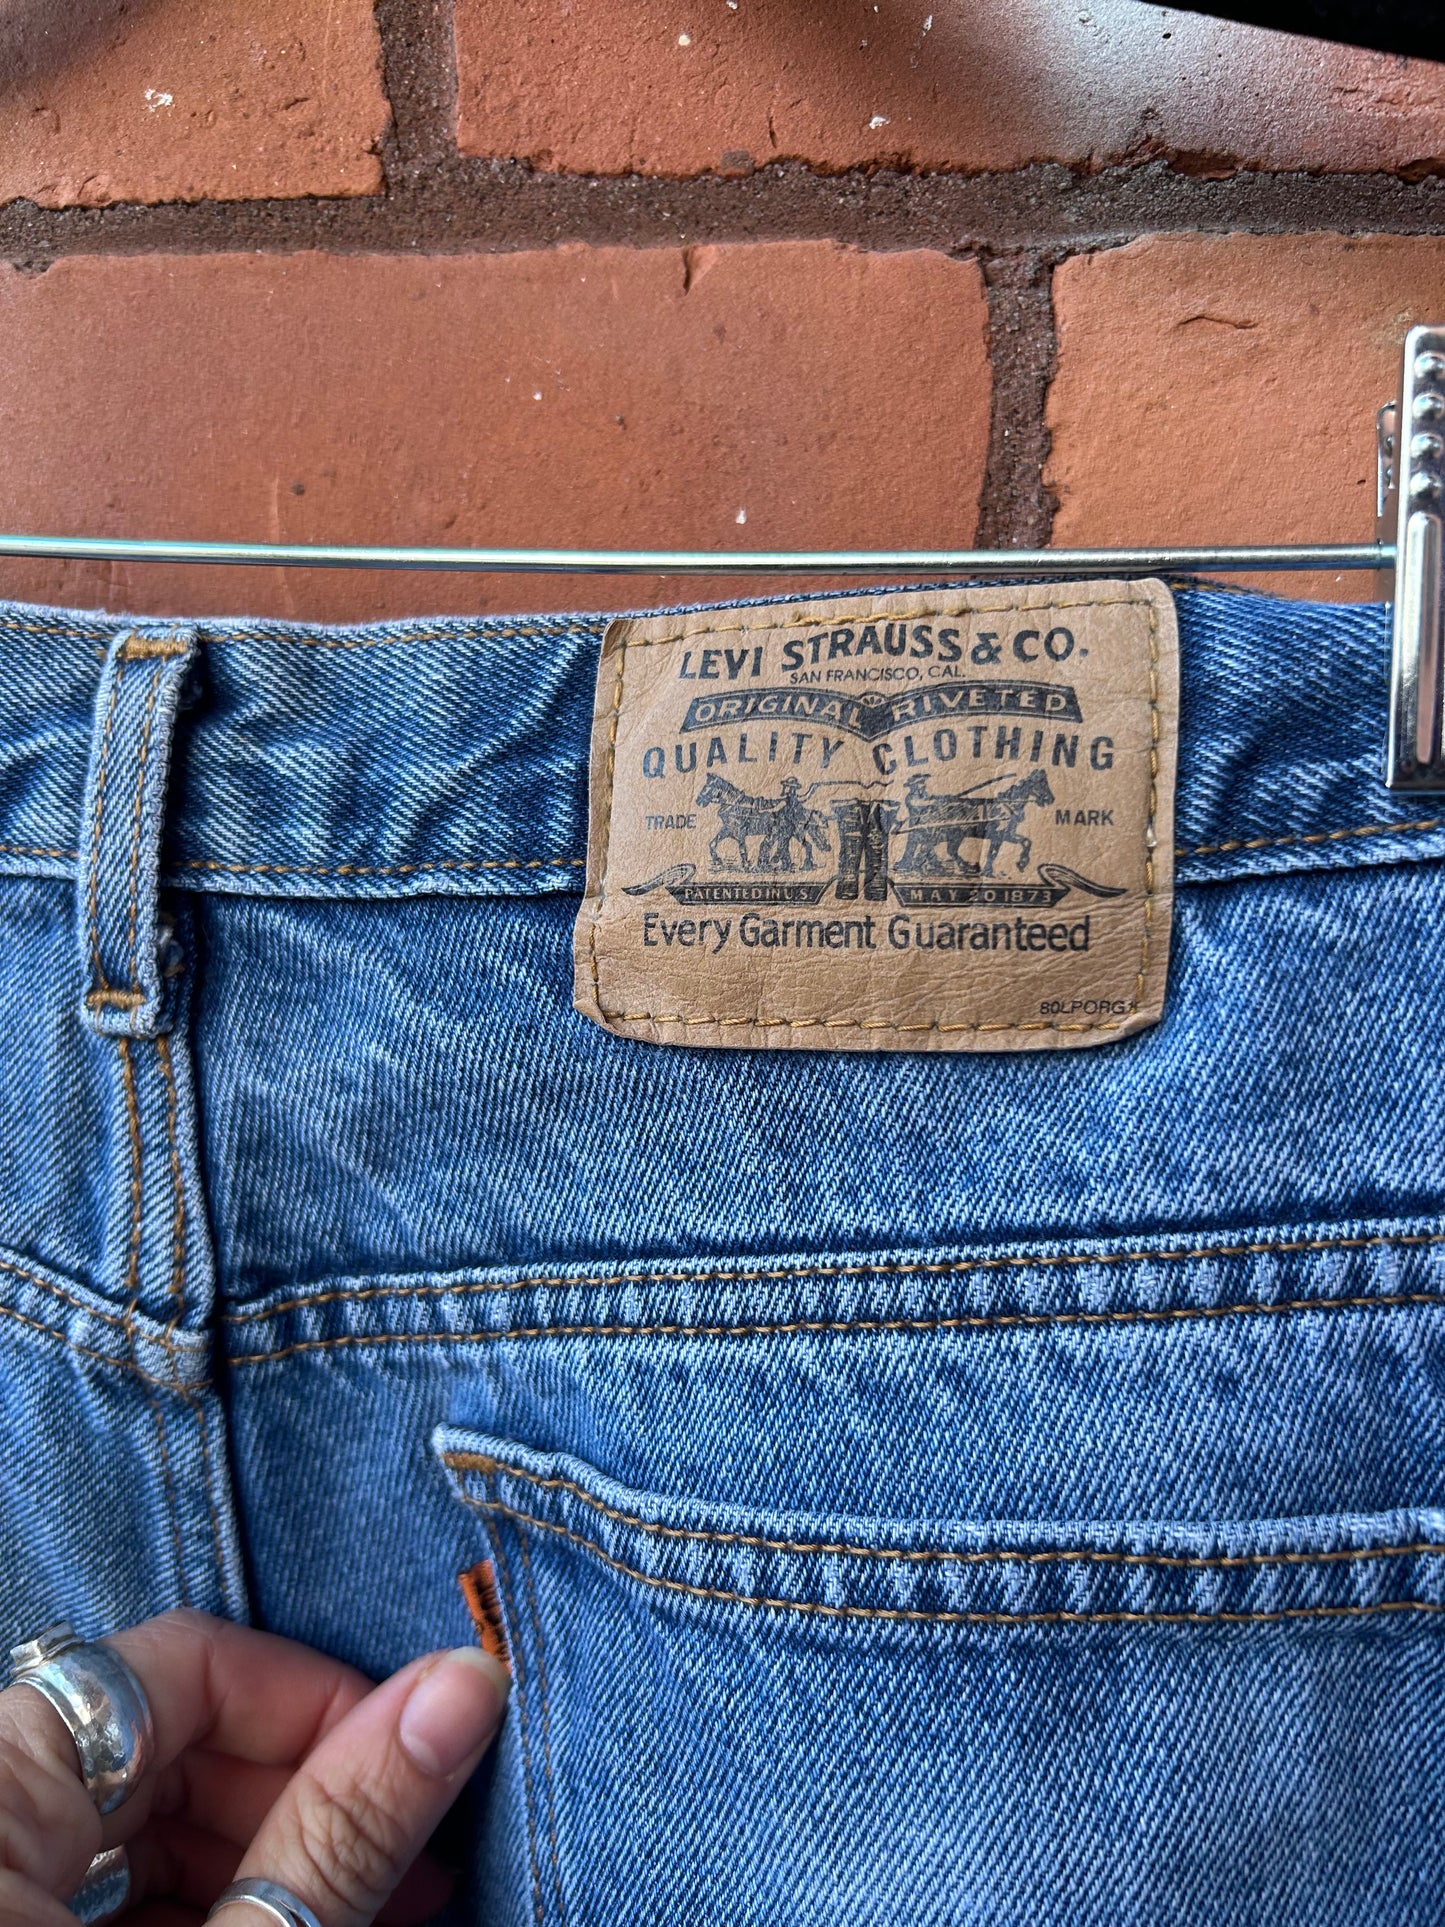 LEVI STRAUSS & CO.
SAN FRANCISCO, CAL.
ORIGINAL RIVETED
QUALITY CLOTHING
TRADE MARK
PATENTED IN U.S. MAY 20 1873
Every Garment Guaranteed